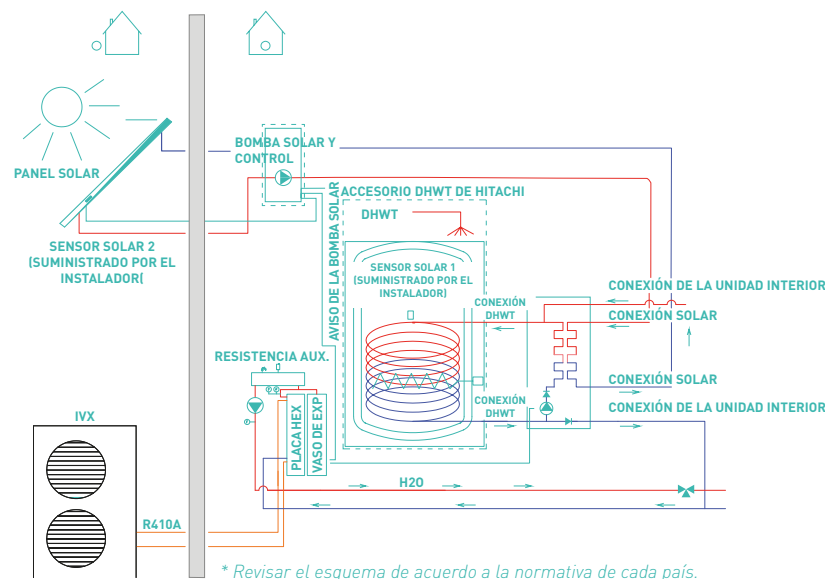 BOMBA SOLAR Y
CONTROL
PANEL SOLAR
ACCESORIO DHWT DE HITACHI
DHWT
SENSOR SOLAR 2
(SUMINISTRADO POR EL
INSTALADOR(
AVISO DE LA BOMBA SOLAR
SENSOR SOLAR 1
(SUMINISTRADO POR EL
INSTALADOR)
CONEXIÓN DE LA UNIDAD INTERIOR
CONEXIÓN
DHWT
CONEXIÓN SOLAR
RESISTENCIA AUX.
CONEXIÓN SOLAR
CONEXIÓN
DHWT
CONEXIÓN DE LA UNIDAD INTERIOR
IVX
PLACA HEX
VASO DE EXP
H2O
R410A
* Revisar el esquema de acuerdo a la normativa de cada país.